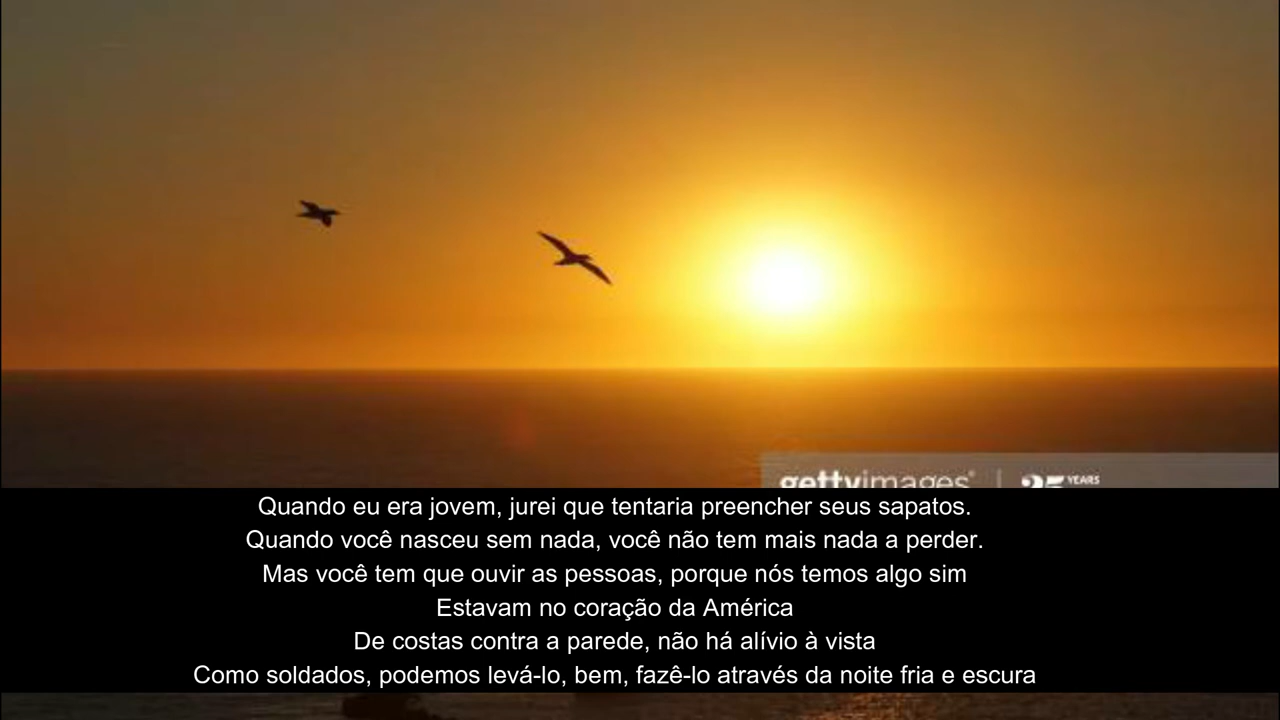 gettyimages® | 25 YEARS
Quando eu era jovem, jurei que tentaria preencher seus sapatos.
Quando você nasceu sem nada, você não tem mais nada a perder.
Mas você tem que ouvir as pessoas, porque nós temos algo sim
Estavam no coração da América
De costas contra a parede, não há alívio à vista
Como soldados, podemos levá-lo, bem, fazê-lo através da noite fria e escura